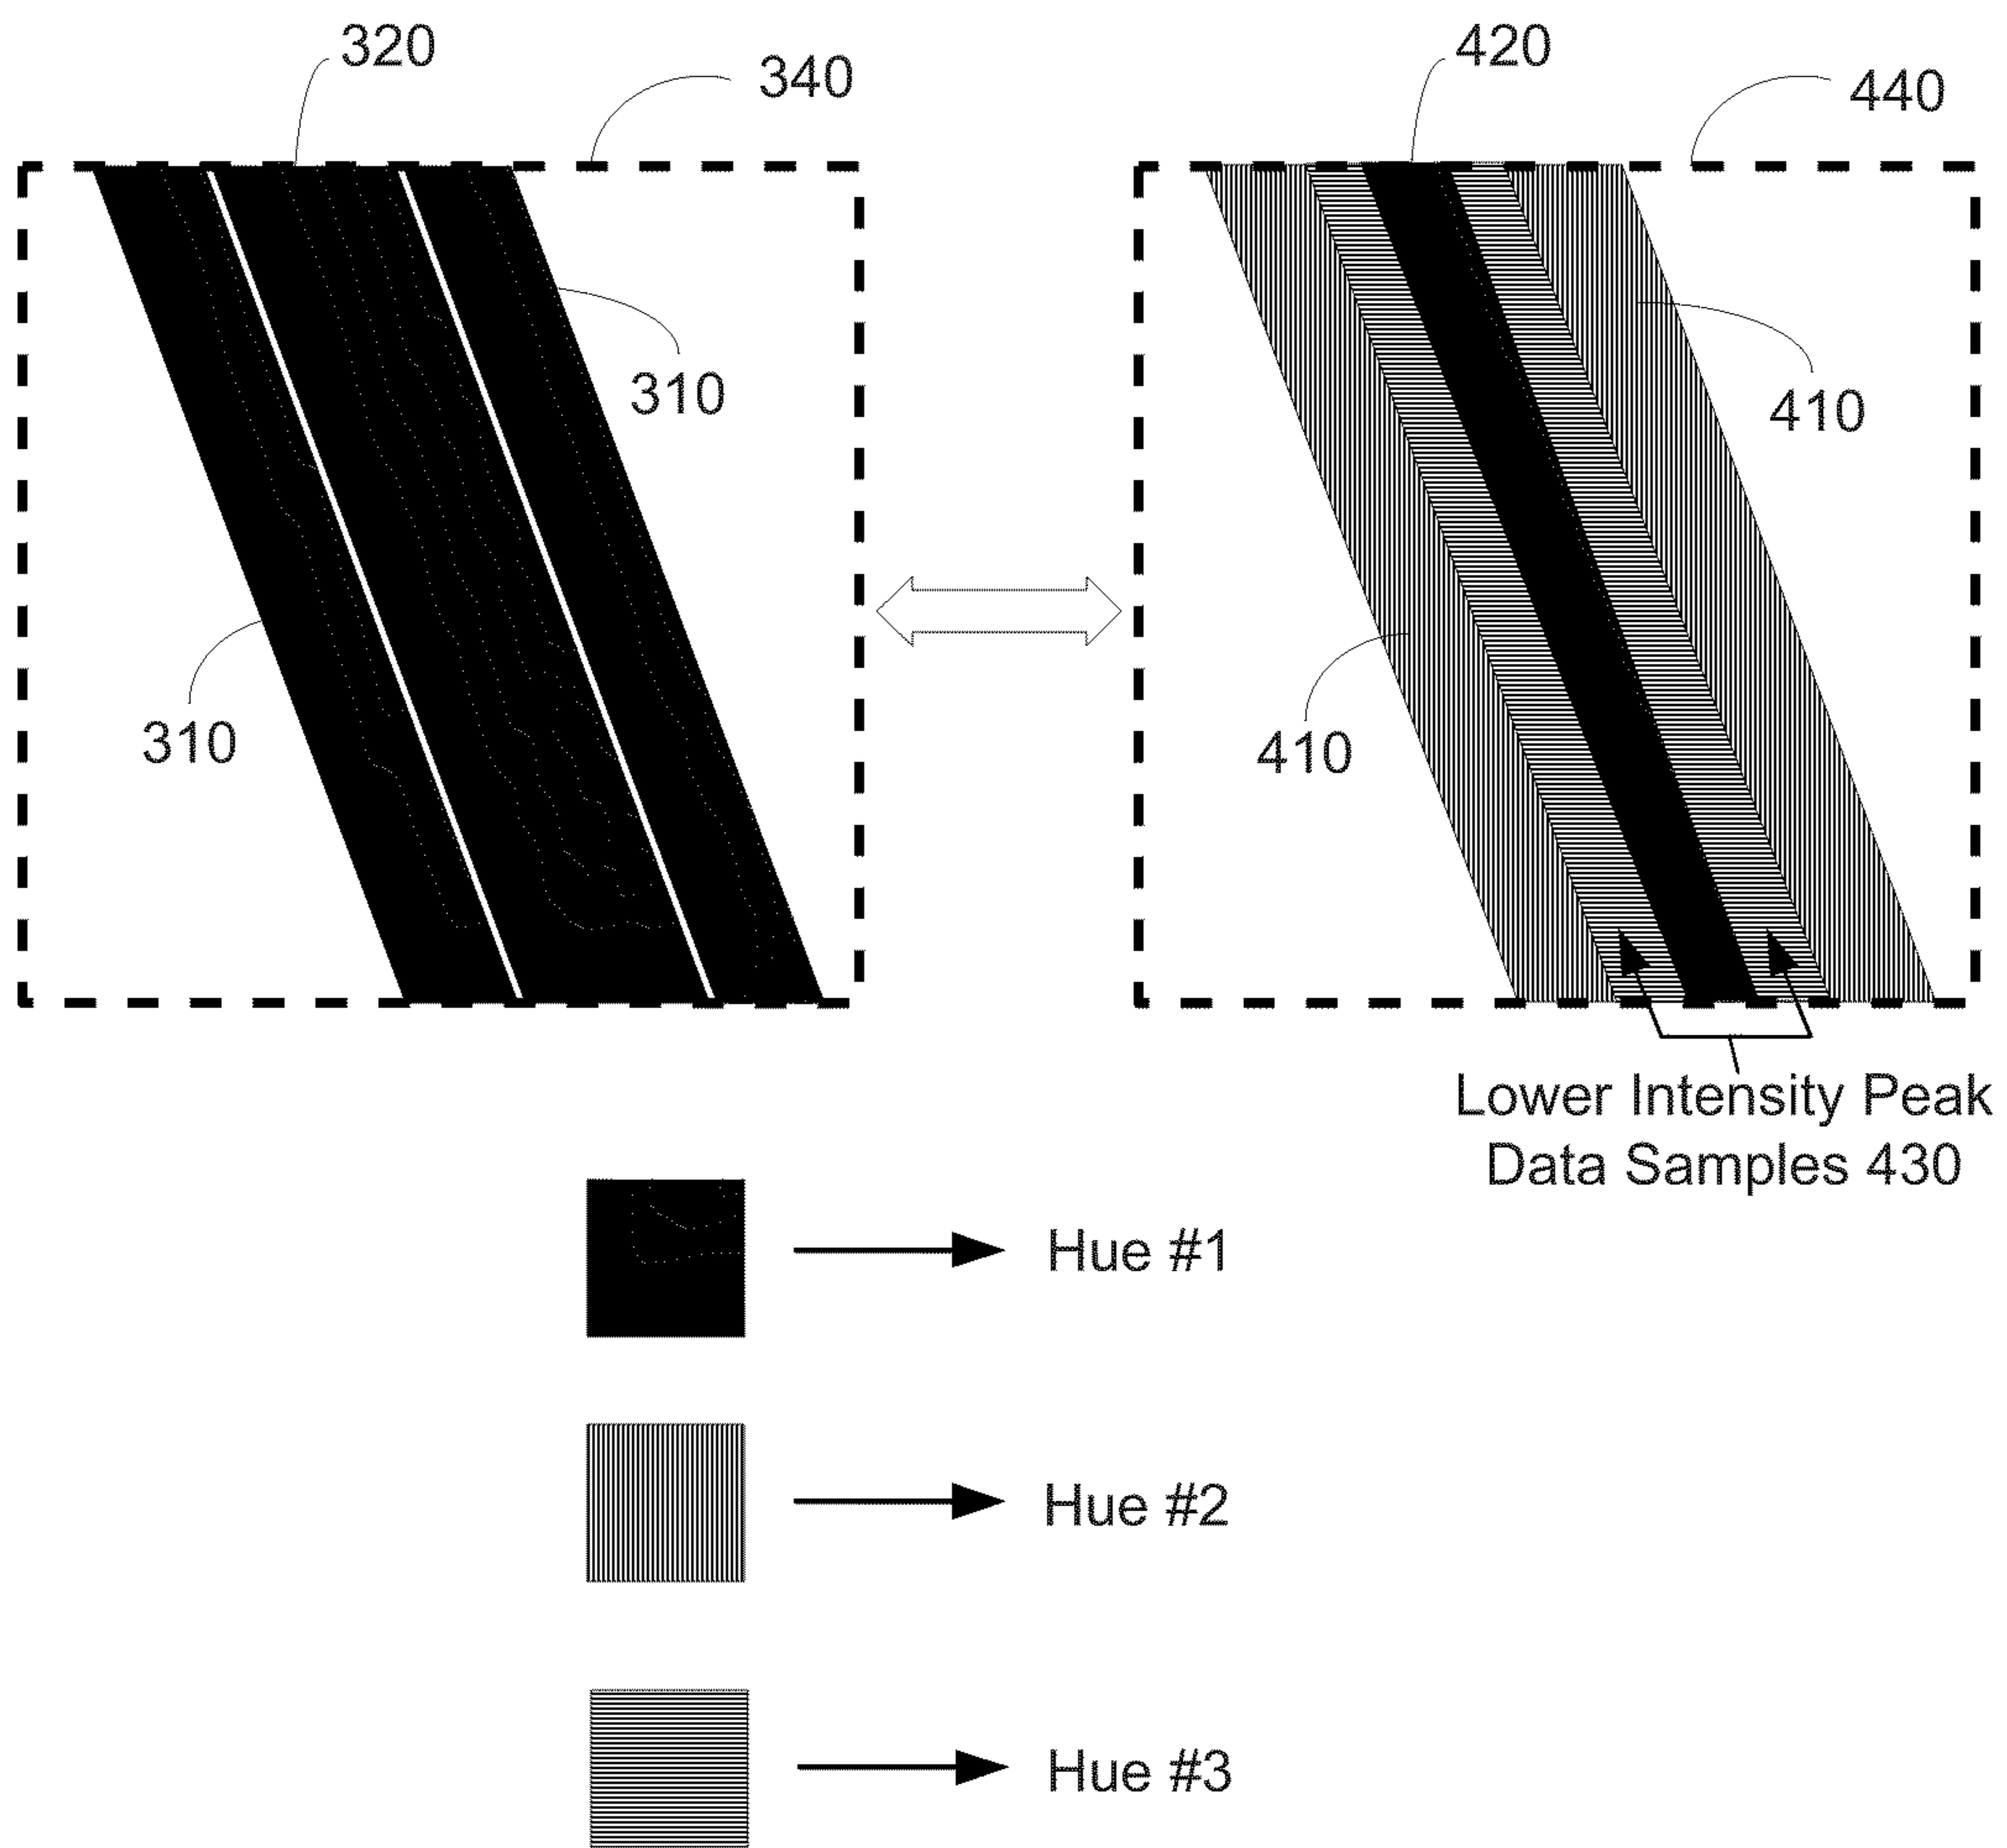 320
340
420
440
310
410
310
410
Lower Intensity Peak
Data Samples 430
Hue #1
Hue #2
Hue #3